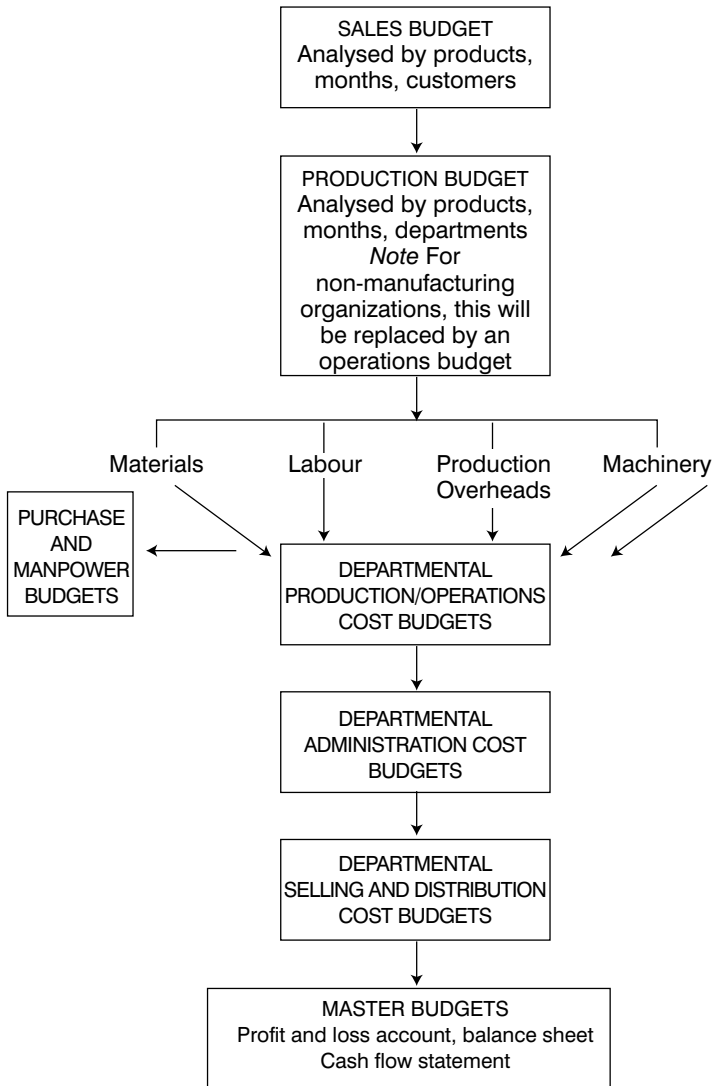 SALES BUDGET
Analysed by products,
months, customers
PRODUCTION BUDGET
Analysed by products,
months, departments
Note For
non-manufacturing
organizations, this will
be replaced by an
operations budget
Materials
Labour
Production
Overheads
Machinery
PURCHASE
AND
MANPOWER
BUDGETS
DEPARTMENTAL
PRODUCTION/OPERATIONS
COST BUDGETS
DEPARTMENTAL
ADMINISTRATION COST
BUDGETS
DEPARTMENTAL
SELLING AND DISTRIBUTION
COST BUDGETS
MASTER BUDGETS
Profit and loss account, balance sheet
Cash flow statement